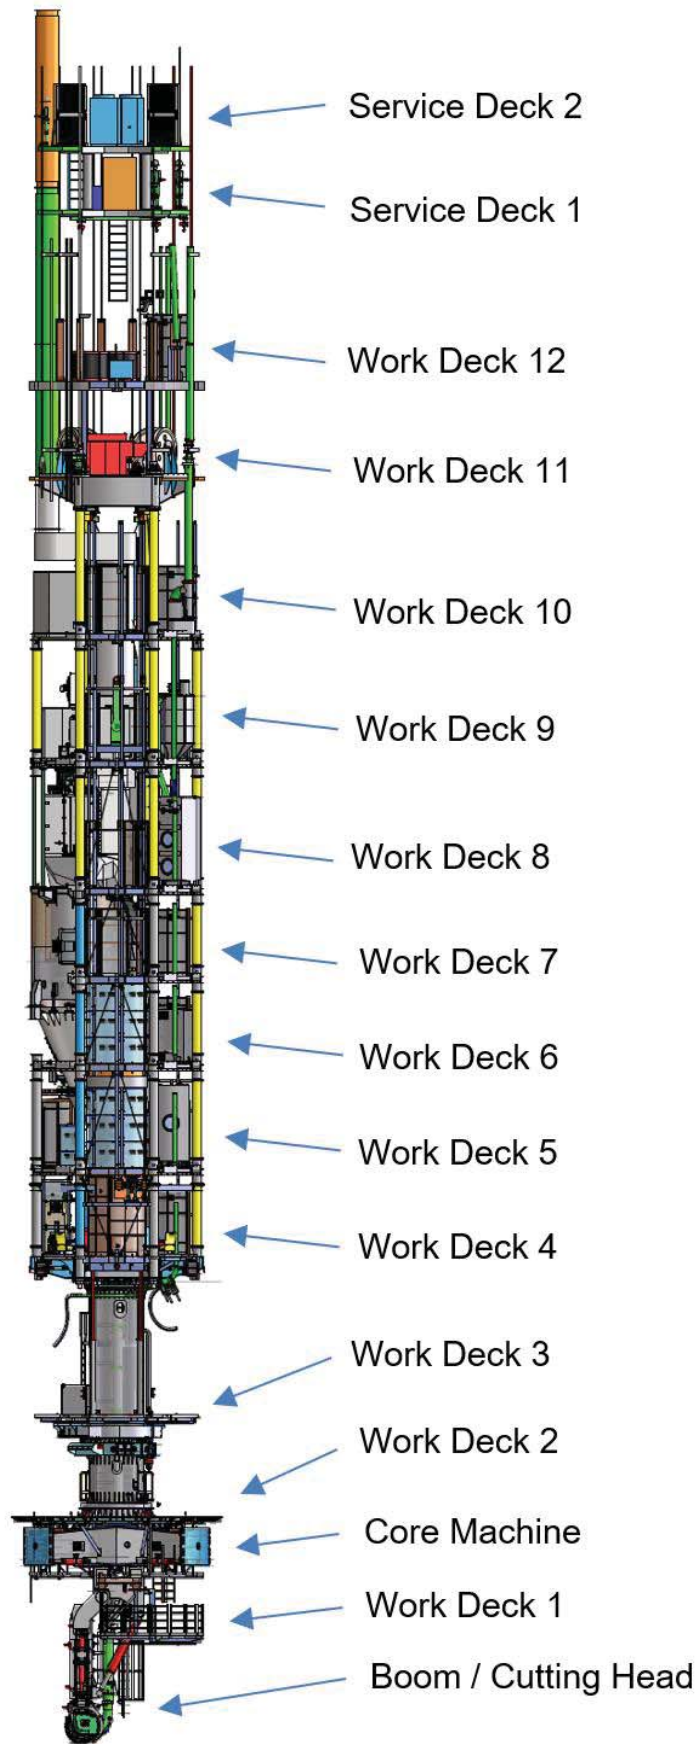 Service Deck 2
Service Deck 1
Work Deck 12
Work Deck 11
Work Deck 10
Work Deck 9
Work Deck 8
Work Deck 7
Work Deck 6
Work Deck 5
Work Deck 4
Work Deck 3
Work Deck 2
Core Machine
Work Deck 1
Boom / Cutting Head